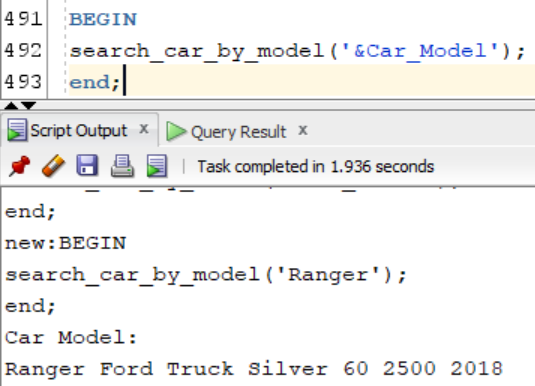 491 BEGIN
492 search_car_by_model('&Car_Model');
493 end;
Script Output x Query Result x
Task completed in 1.936 seconds
end;
new:BEGIN
search_car_by_model('Ranger');
end;
Car Model:
Ranger Ford Truck Silver 60 2500 2018